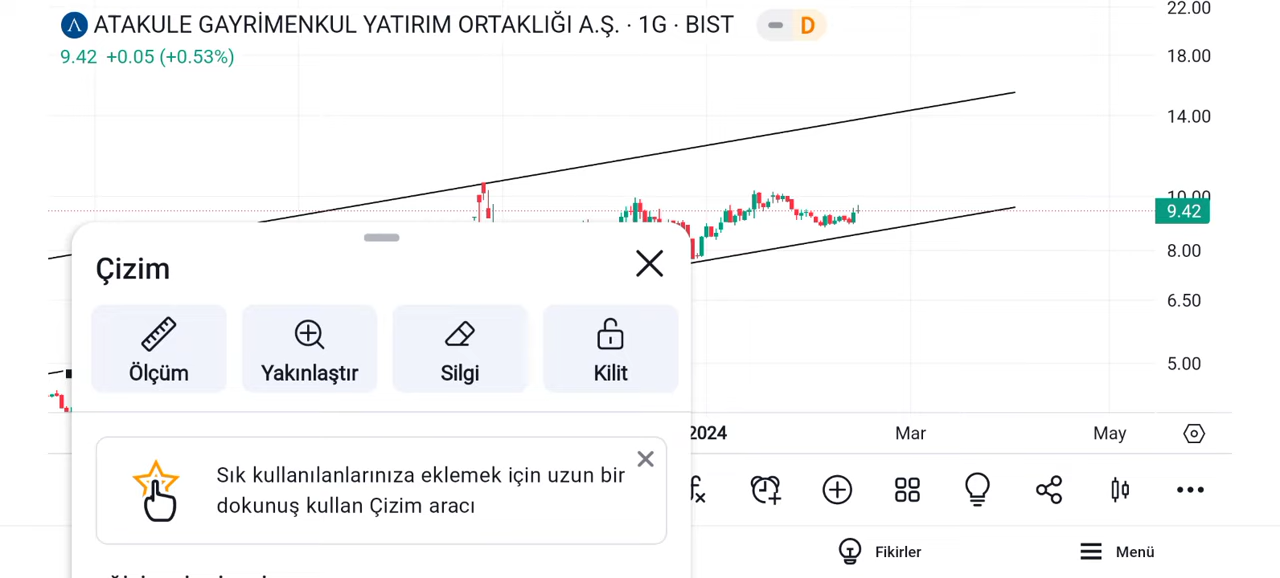 ATAKULE GAYRİMENKUL YATIRIM ORTAKLIĞI A.Ş. · 1G · BIST
D
9.42 +0.05 (+0.53%)
22.00
18.00
14.00
10.00
9.42
8.00
6.50
5.00
Çizim
Ölçüm
Yakınlaştır
Silgi
Kilit
2024
Mar
May
Sık kullanılanlarınıza eklemek için uzun bir
dokunuş kullan Çizim aracı
Fikirler
Menü